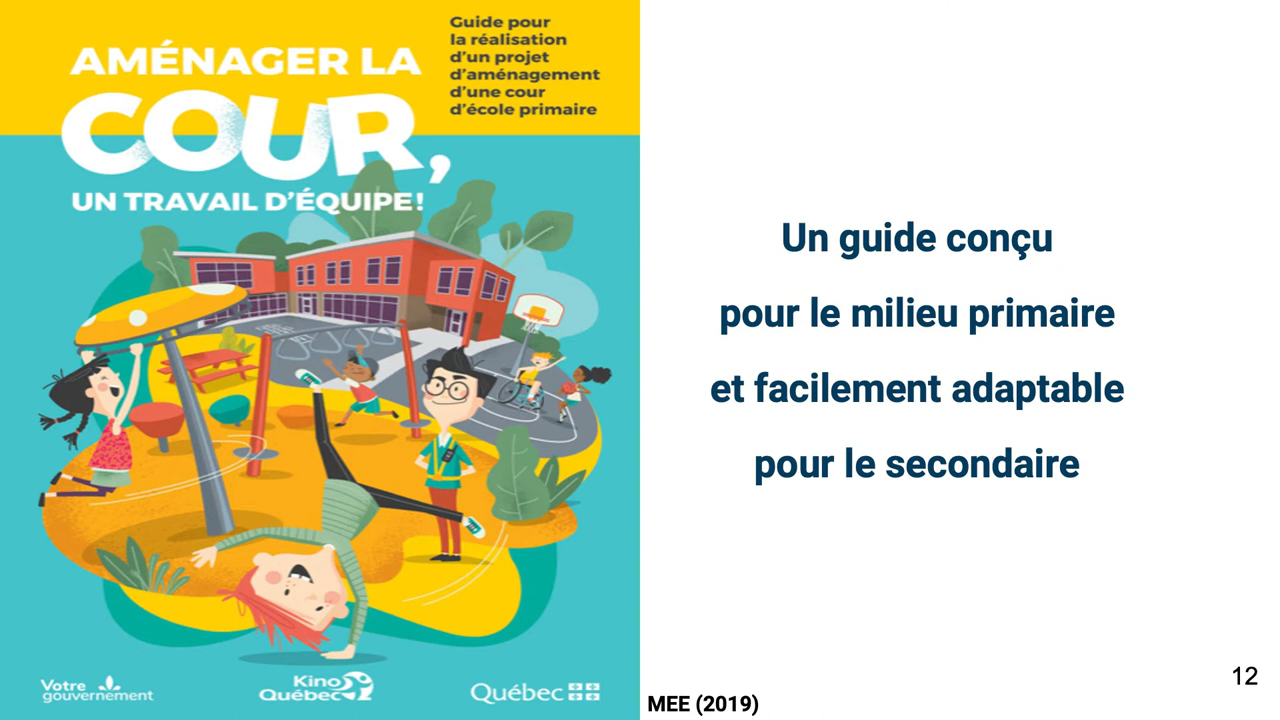 Guide pour
la réalisation
d'un projet
d'aménagement
d'une cour
d'école primaire
AMÉNAGER LA
COUR,
UN TRAVAIL D'ÉQUIPE!
Votre
gouvernement
Kino
Québec
Québec
Un guide conçu
pour le milieu primaire
et facilement adaptable
pour le secondaire
MEE (2019)
12